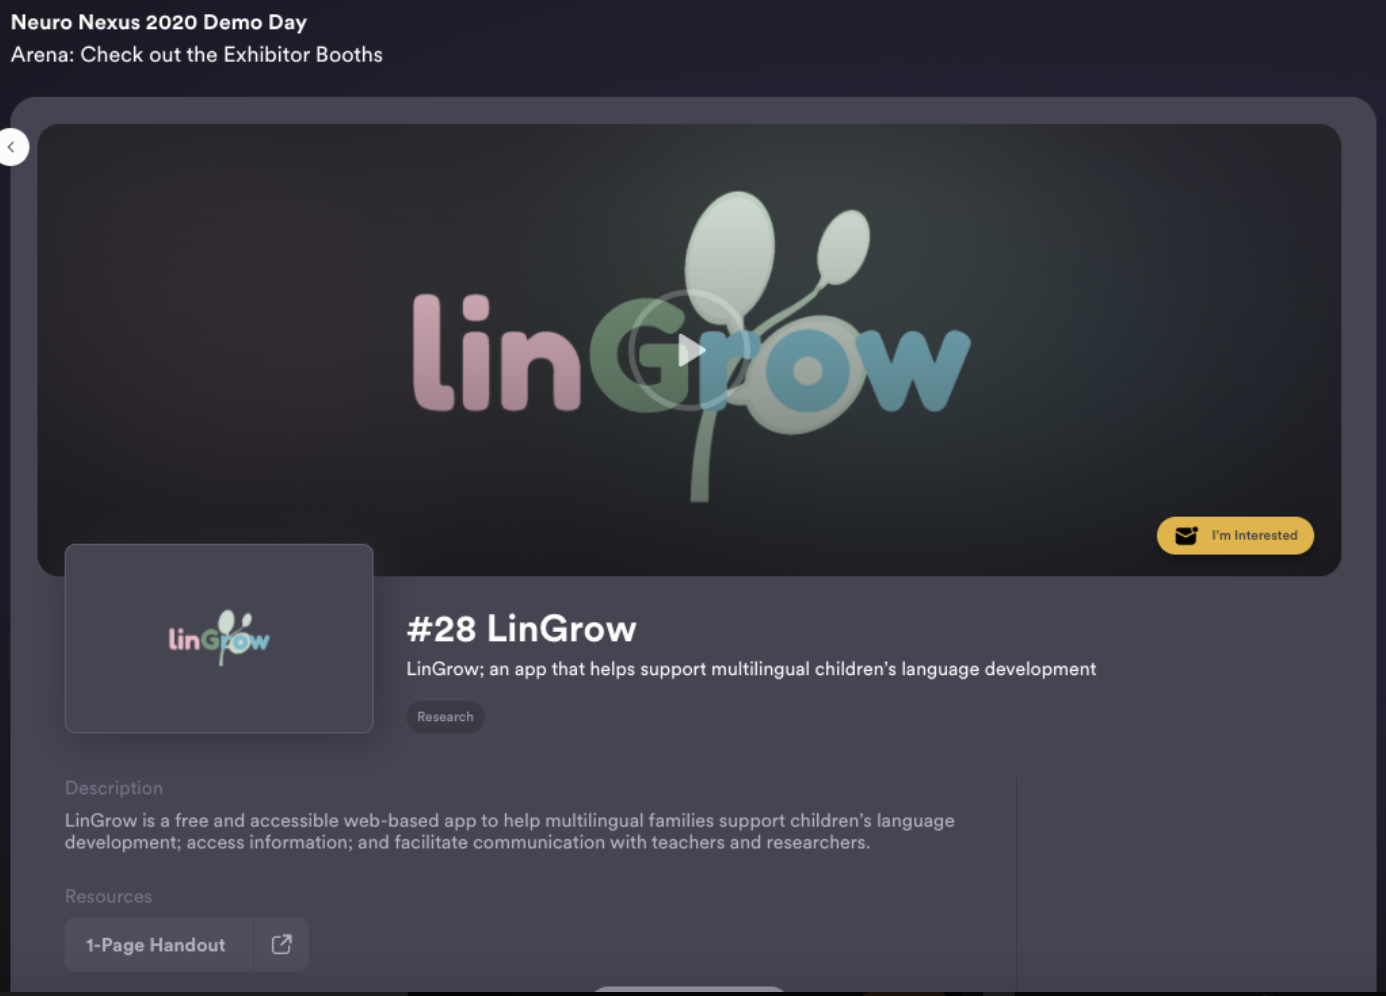 Neuro Nexus 2020 Demo Day
Arena: Check out the Exhibitor Booths
linGrow
I'm Interested
linGrow
#28 LinGrow
LinGrow; an app that helps support multilingual children's language development
Research
Description
LinGrow is a free and accessible web-based app to help multilingual families support children's language
development; access information; and facilitate communication with teachers and researchers.
Resources
1-Page Handout